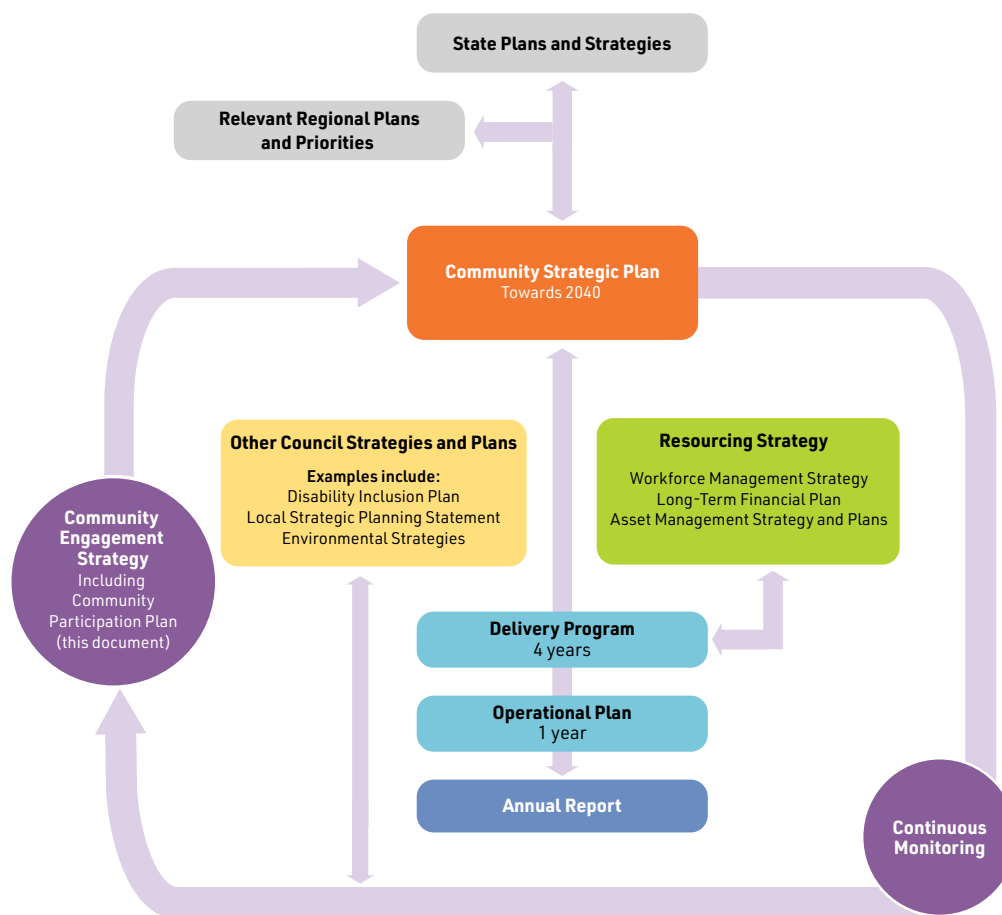 State Plans and Strategies
Relevant Regional Plans
and Priorities
Community Strategic Plan
Towards 2040
Other Council Strategies and Plans
Examples include:
Disability Inclusion Plan
Local Strategic Planning Statement
Environmental Strategies
Resourcing Strategy
Workforce Management Strategy
Long-Term Financial Plan
Asset Management Strategy and Plans
Community
Engagement
Strategy
Including
Community
Participation Plan
(this document)
Delivery Program
4 years
Operational Plan
1 year
Annual Report
Continuous
Monitoring